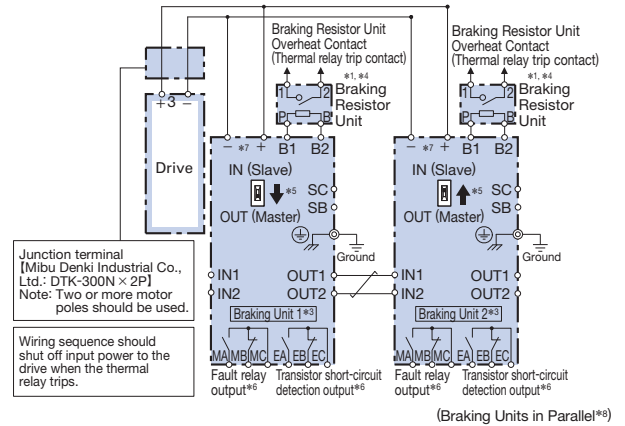 Braking Resistor Unit
Overheat Contact
(Thermal relay trip contact)
*1, *4
1 2
Braking
Resistor
Unit
P B
Braking Resistor Unit
Overheat Contact
(Thermal relay trip contact)
*1, *4
1 2
Braking
Resistor
Unit
P B
+3 −
Drive
− *7 + B1 B2
IN (Slave)
*5
OUT (Master)
SC
SB
Ground
IN1 OUT1
IN2 OUT2
Braking Unit 1*3
MA MB MC EA EB EC
Fault relay
output*6
Transistor short-circuit
detection output*6
− *7 + B1 B2
IN (Slave)
*5
OUT (Master)
SC
SB
Ground
IN1 OUT1
IN2 OUT2
Braking Unit 2*3
MA MB MC EA EB EC
Fault relay
output*6
Transistor short-circuit
detection output*6
Junction terminal
【Mibu Denki Industrial Co.,
Ltd.: DTK-300N × 2P】
Note: Two or more motor
poles should be used.
Wiring sequence should
shut off input power to the
drive when the thermal
relay trips.
(Braking Units in Parallel*8)